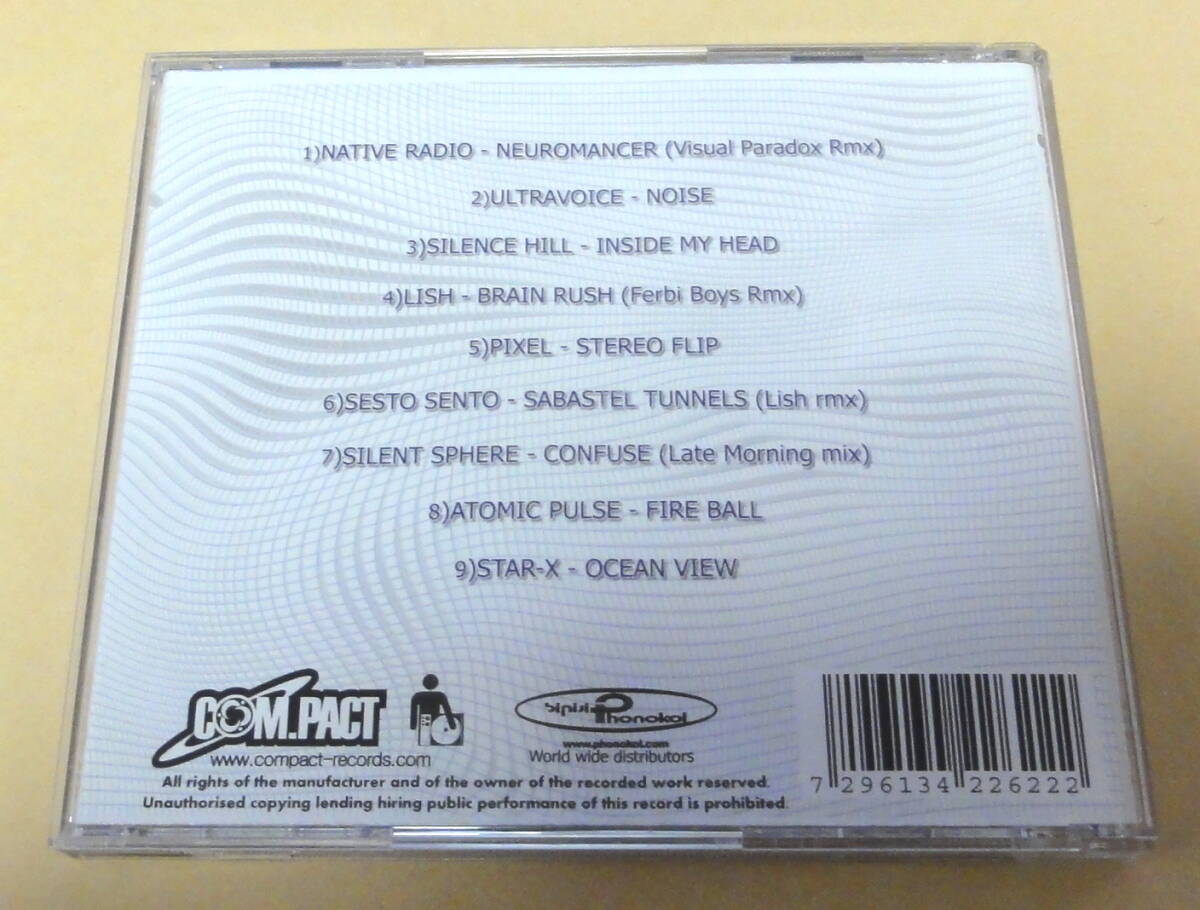 1)NATIVE RADIO - NEUROMANCER (Visual Paradox Rmx)
2)ULTRAVOICE - NOISE
3)SILENCE HILL - INSIDE MY HEAD
4)LISH - BRAIN RUSH (Ferbi Boys Rmx)
5)PIXEL - STEREO FLIP
6)SESTO SENTO - SABASTEL TUNNELS (Lish rmx)
7)SILENT SPHERE - CONFUSE (Late Morning mix)
8)ATOMIC PULSE - FIRE BALL
9)STAR-X - OCEAN VIEW
COM.PACT
www.compact-records.com
פונוקול Phonokol
www.phonokol.com
World wide distributors
All rights of the manufacturer and of the owner of the recorded work reserved.
Unauthorised copying lending hiring public performance of this record is prohibited.
7 296134 226222